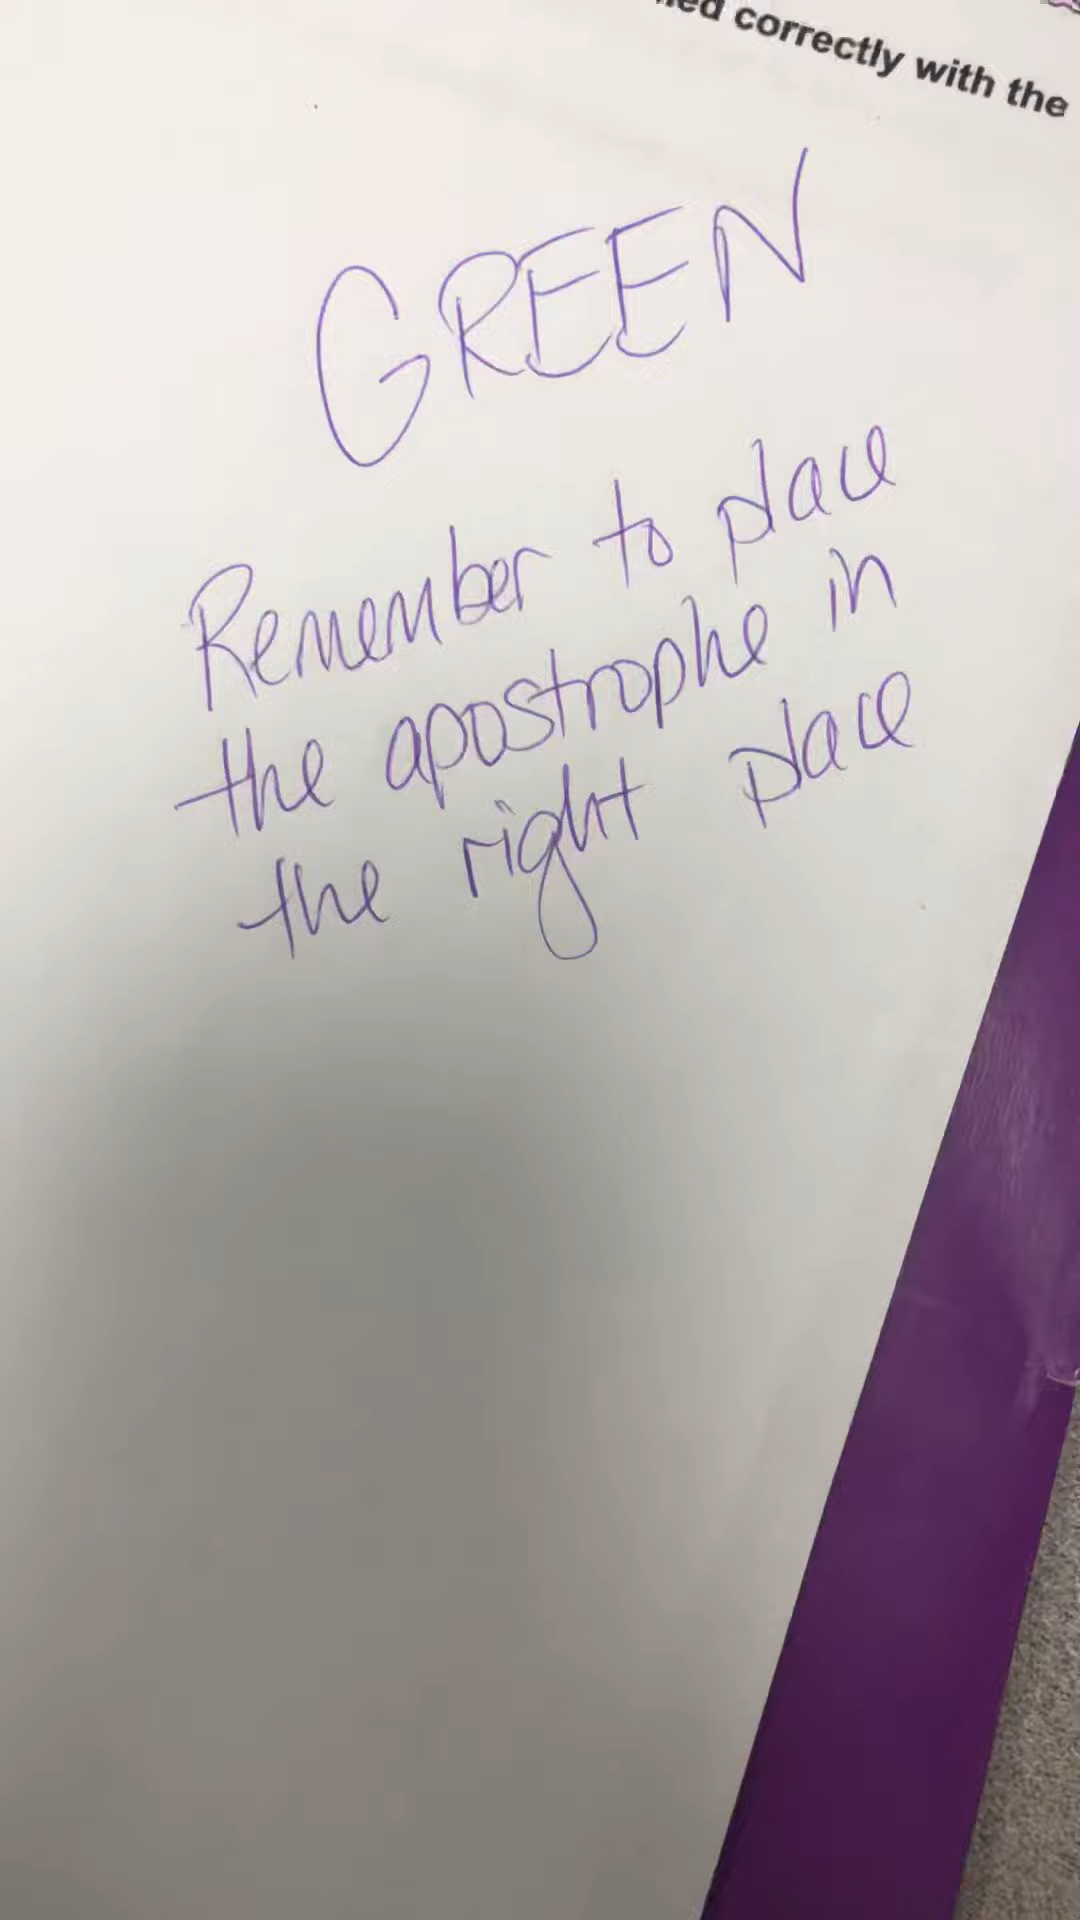 correctly with the
GREEN
Remember to place
the apostrophe in
the right place